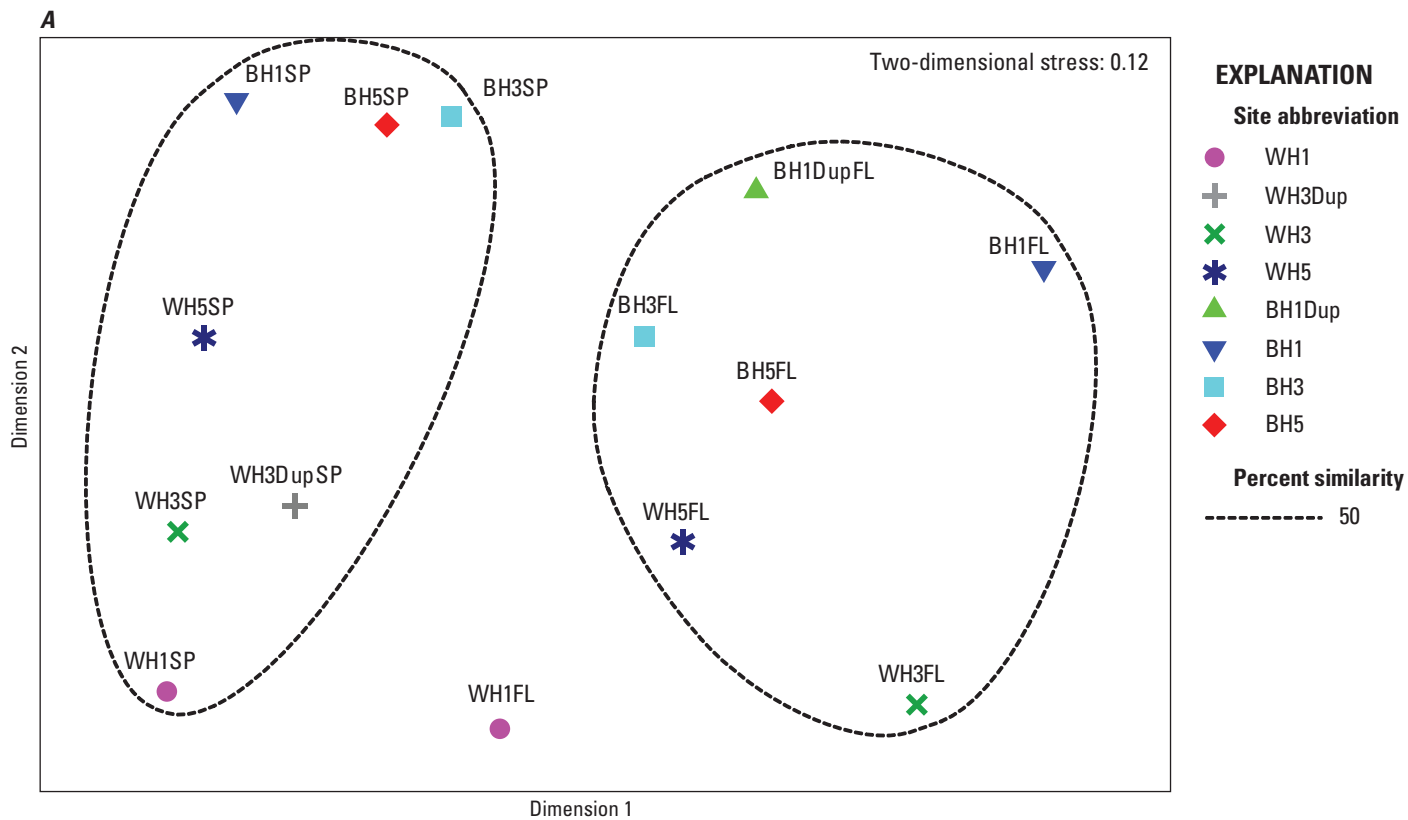 A
Two-dimensional stress: 0.12
BH1SP
BH5SP
BH3SP
BH1DupFL
BH1FL
WH5SP
BH3FL
BH5FL
WH3DupSP
WH3SP
WH5FL
WH1SP
WH1FL
WH3FL
Dimension 2
Dimension 1
EXPLANATION
Site abbreviation
WH1
WH3Dup
WH3
WH5
BH1Dup
BH1
BH3
BH5
Percent similarity
50